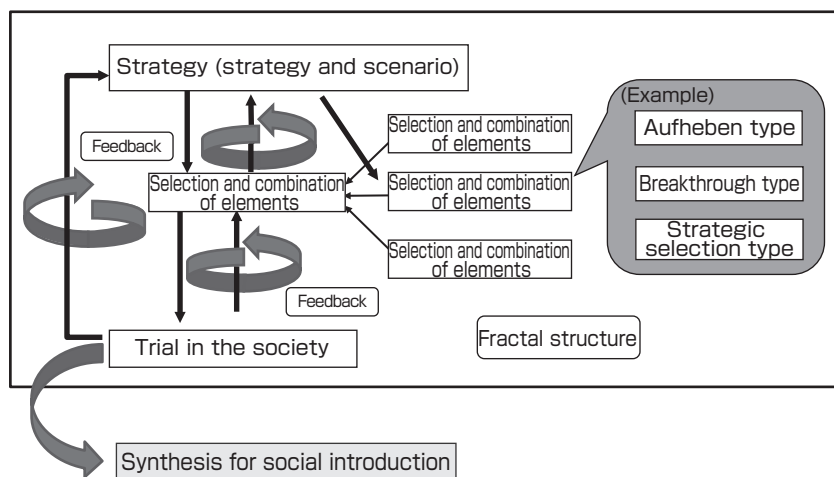 Strategy (strategy and scenario)
Feedback
Selection and combination
of elements
Selection and combination
of elements
Selection and combination
of elements
Selection and combination
of elements
(Example)
Aufheben type
Breakthrough type
Strategic
selection type
Feedback
Trial in the society
Fractal structure
Synthesis for social introduction